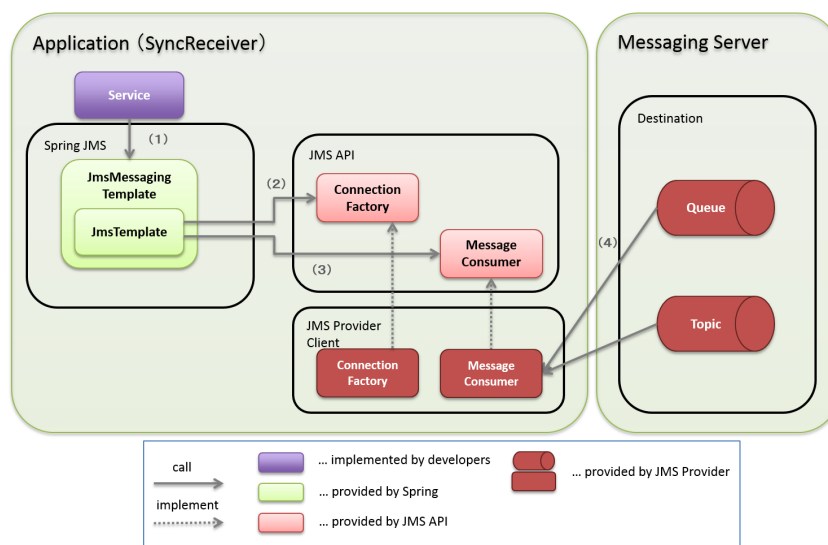 Application（SyncReceiver）
Messaging Server
Service
(1)
Spring JMS
JmsMessaging
Template
JmsTemplate
(2)
(3)
JMS API
Connection
Factory
Message
Consumer
JMS Provider
Client
Connection
Factory
Message
Consumer
Destination
Queue
(4)
Topic
call
implement
... implemented by developers
... provided by Spring
... provided by JMS API
... provided by JMS Provider